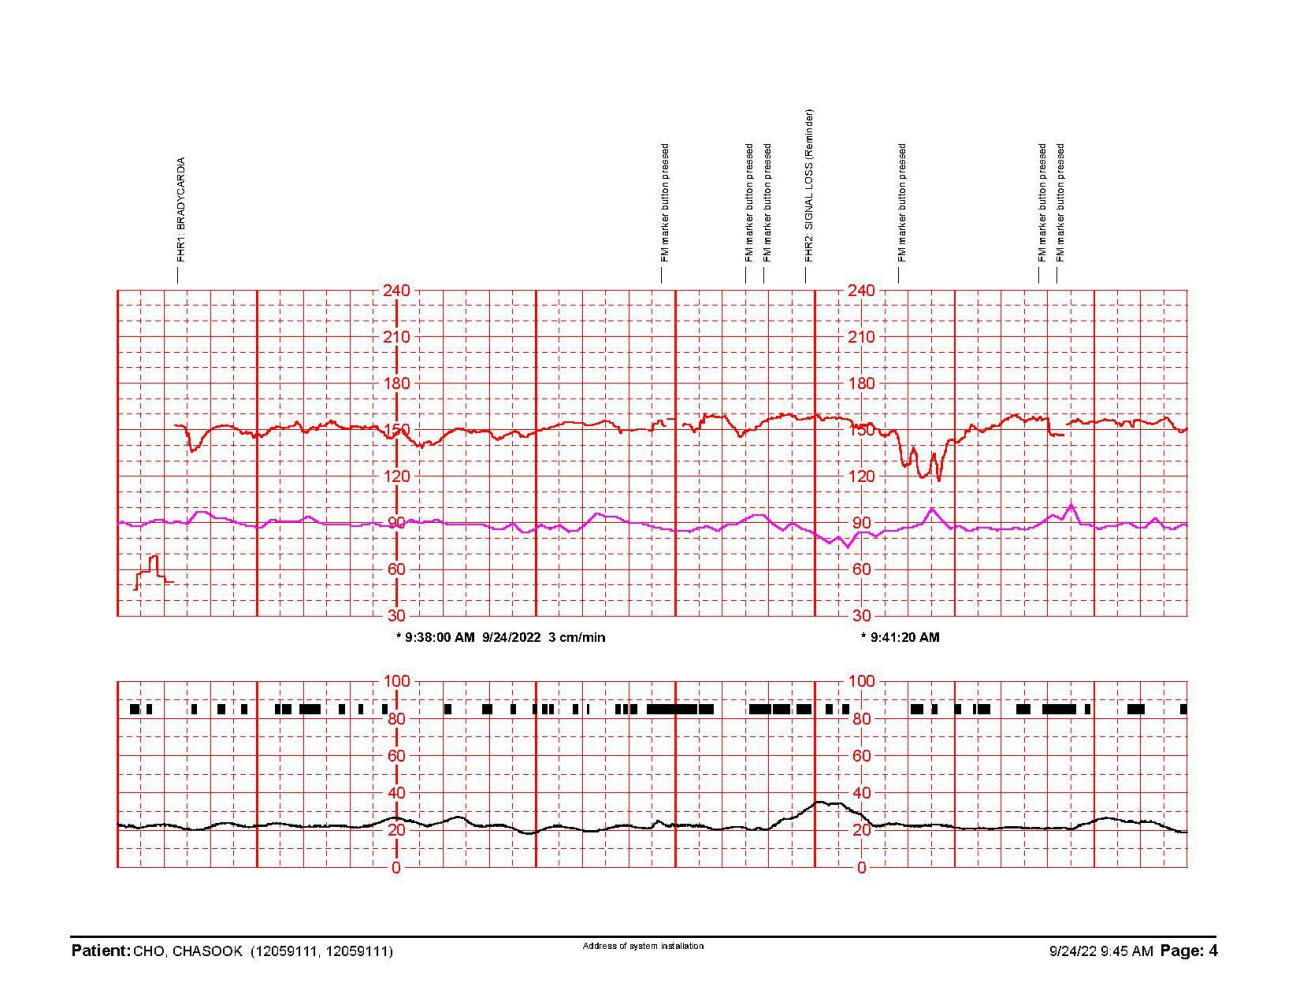 FHR1: BRADYCARDIA
FM marker button pressed
FM marker button pressed
FM marker button pressed
FHR2: SIGNAL LOSS (Reminder)
FM marker button pressed
FM marker button pressed
FM marker button pressed
240 240
210 210
180 180
150 150
120 120
90 90
60 60
30 30
* 9:38:00 AM 9/24/2022 3 cm/min * 9:41:20 AM
100 100
80 80
60 60
40 40
20 20
0 0
Patient: CHO, CHASOOK (12059111, 12059111) Address of system installation 9/24/22 9:45 AM Page: 4